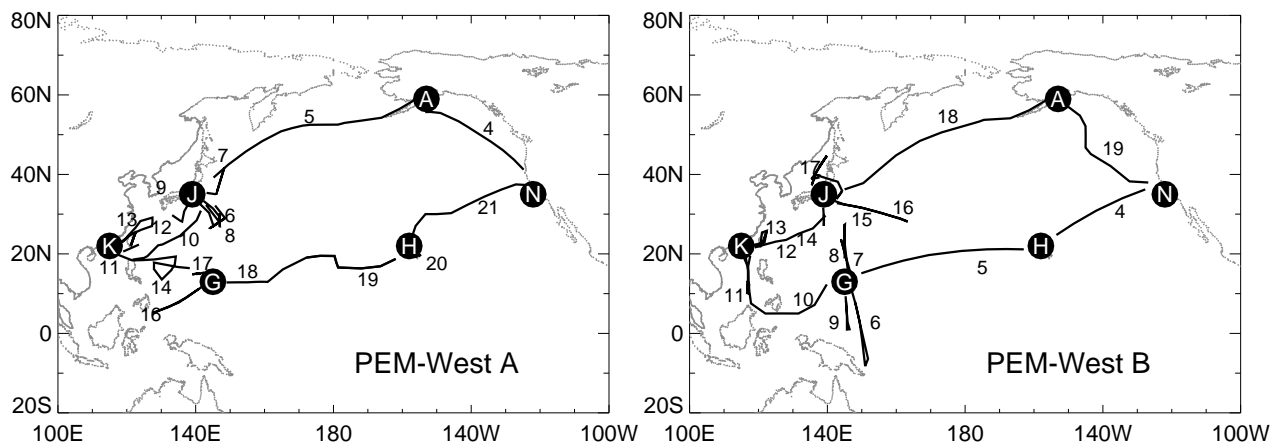 80N 80N
A A
60N 5 4 60N 18 19
7
40N 9 J N 40N 17 J N
6 21 15 16 4
13 12 8 13
K 10 H K 14 H
20N 11 17 18 20 20N 12 8 7 5
14 G 19 11 10 G
16 9 6
0 0
PEM-West A PEM-West B
20S 20S
100E 140E 180 140W 100W 100E 140E 180 140W 100W